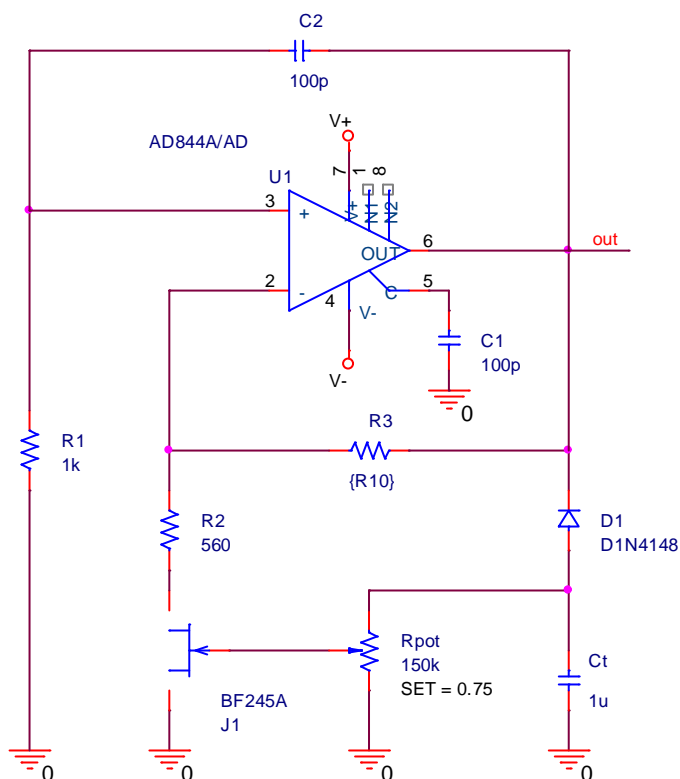 C2
100p
V+
AD844A/AD
U1
7
1
8
V+
N1
N2
3
+
OUT
6
out
2
-
4
V-
C
5
V-
C1
100p
0
R1
1k
R3
{R10}
R2
560
D1
D1N4148
Rpot
150k
SET = 0.75
Ct
1u
BF245A
J1
0
0
0
0